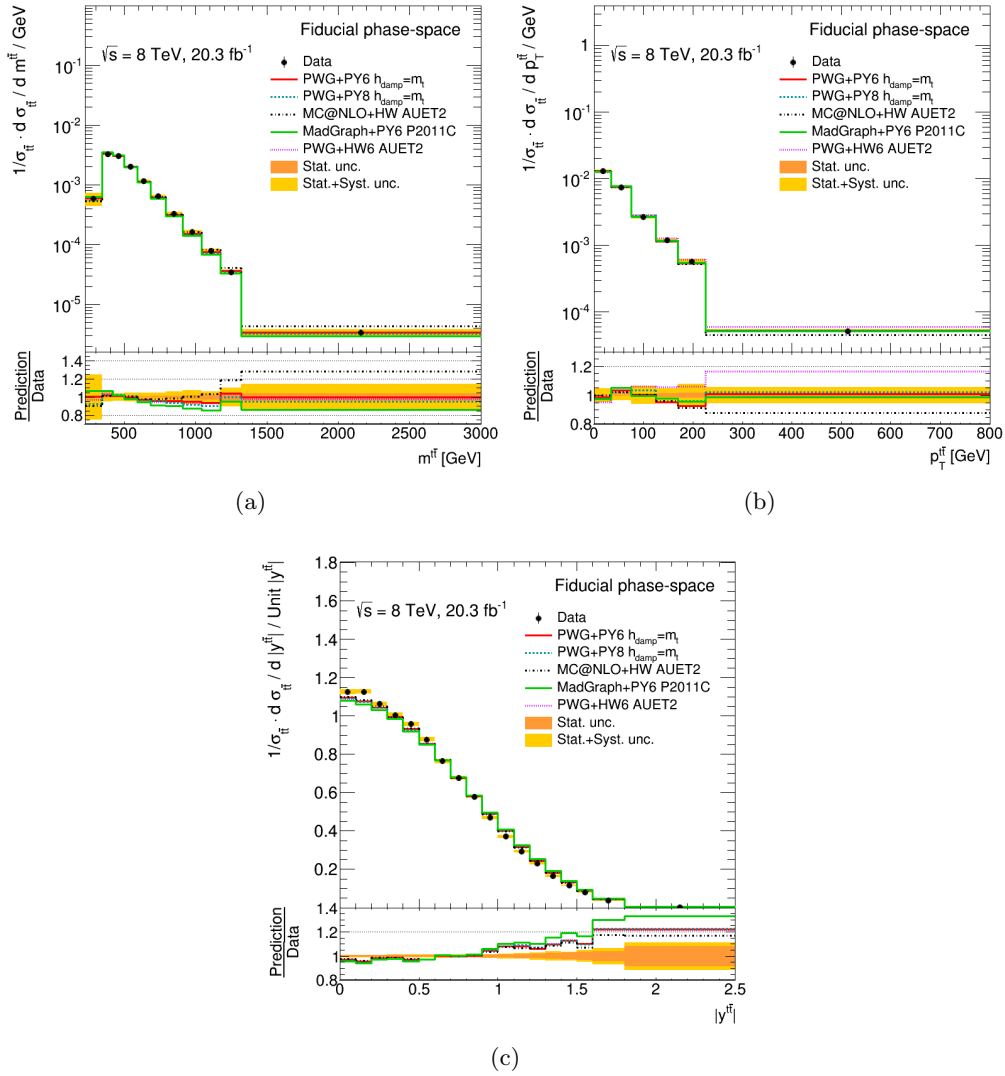 1/σ_tt̄ · d σ_tt̄ / d m^tt̄ / GeV
Fiducial phase-space
√s = 8 TeV, 20.3 fb⁻¹
Data
PWG+PY6 h_damp=m_t
PWG+PY8 h_damp=m_t
MC@NLO+HW AUET2
MadGraph+PY6 P2011C
PWG+HW6 AUET2
Stat. unc.
Stat.+Syst. unc.
10⁻¹
10⁻²
10⁻³
10⁻⁴
10⁻⁵
Prediction
Data
1.4
1.2
1
0.8
500 1000 1500 2000 2500 3000
m^tt̄ [GeV]
(a)
1/σ_tt̄ · d σ_tt̄ / d p_T^tt̄ / GeV
Fiducial phase-space
√s = 8 TeV, 20.3 fb⁻¹
Data
PWG+PY6 h_damp=m_t
PWG+PY8 h_damp=m_t
MC@NLO+HW AUET2
MadGraph+PY6 P2011C
PWG+HW6 AUET2
Stat. unc.
Stat.+Syst. unc.
1
10⁻¹
10⁻²
10⁻³
10⁻⁴
Prediction
Data
1.2
1
0.8
0 100 200 300 400 500 600 700 800
p_T^tt̄ [GeV]
(b)
1/σ_tt̄ · d σ_tt̄ / d |y^tt̄| / Unit |y^tt̄|
Fiducial phase-space
√s = 8 TeV, 20.3 fb⁻¹
Data
PWG+PY6 h_damp=m_t
PWG+PY8 h_damp=m_t
MC@NLO+HW AUET2
MadGraph+PY6 P2011C
PWG+HW6 AUET2
Stat. unc.
Stat.+Syst. unc.
1.8
1.6
1.4
1.2
1
0.8
0.6
0.4
0.2
Prediction
Data
1.4
1.2
1
0.8
0 0.5 1 1.5 2 2.5
|y^tt̄|
(c)